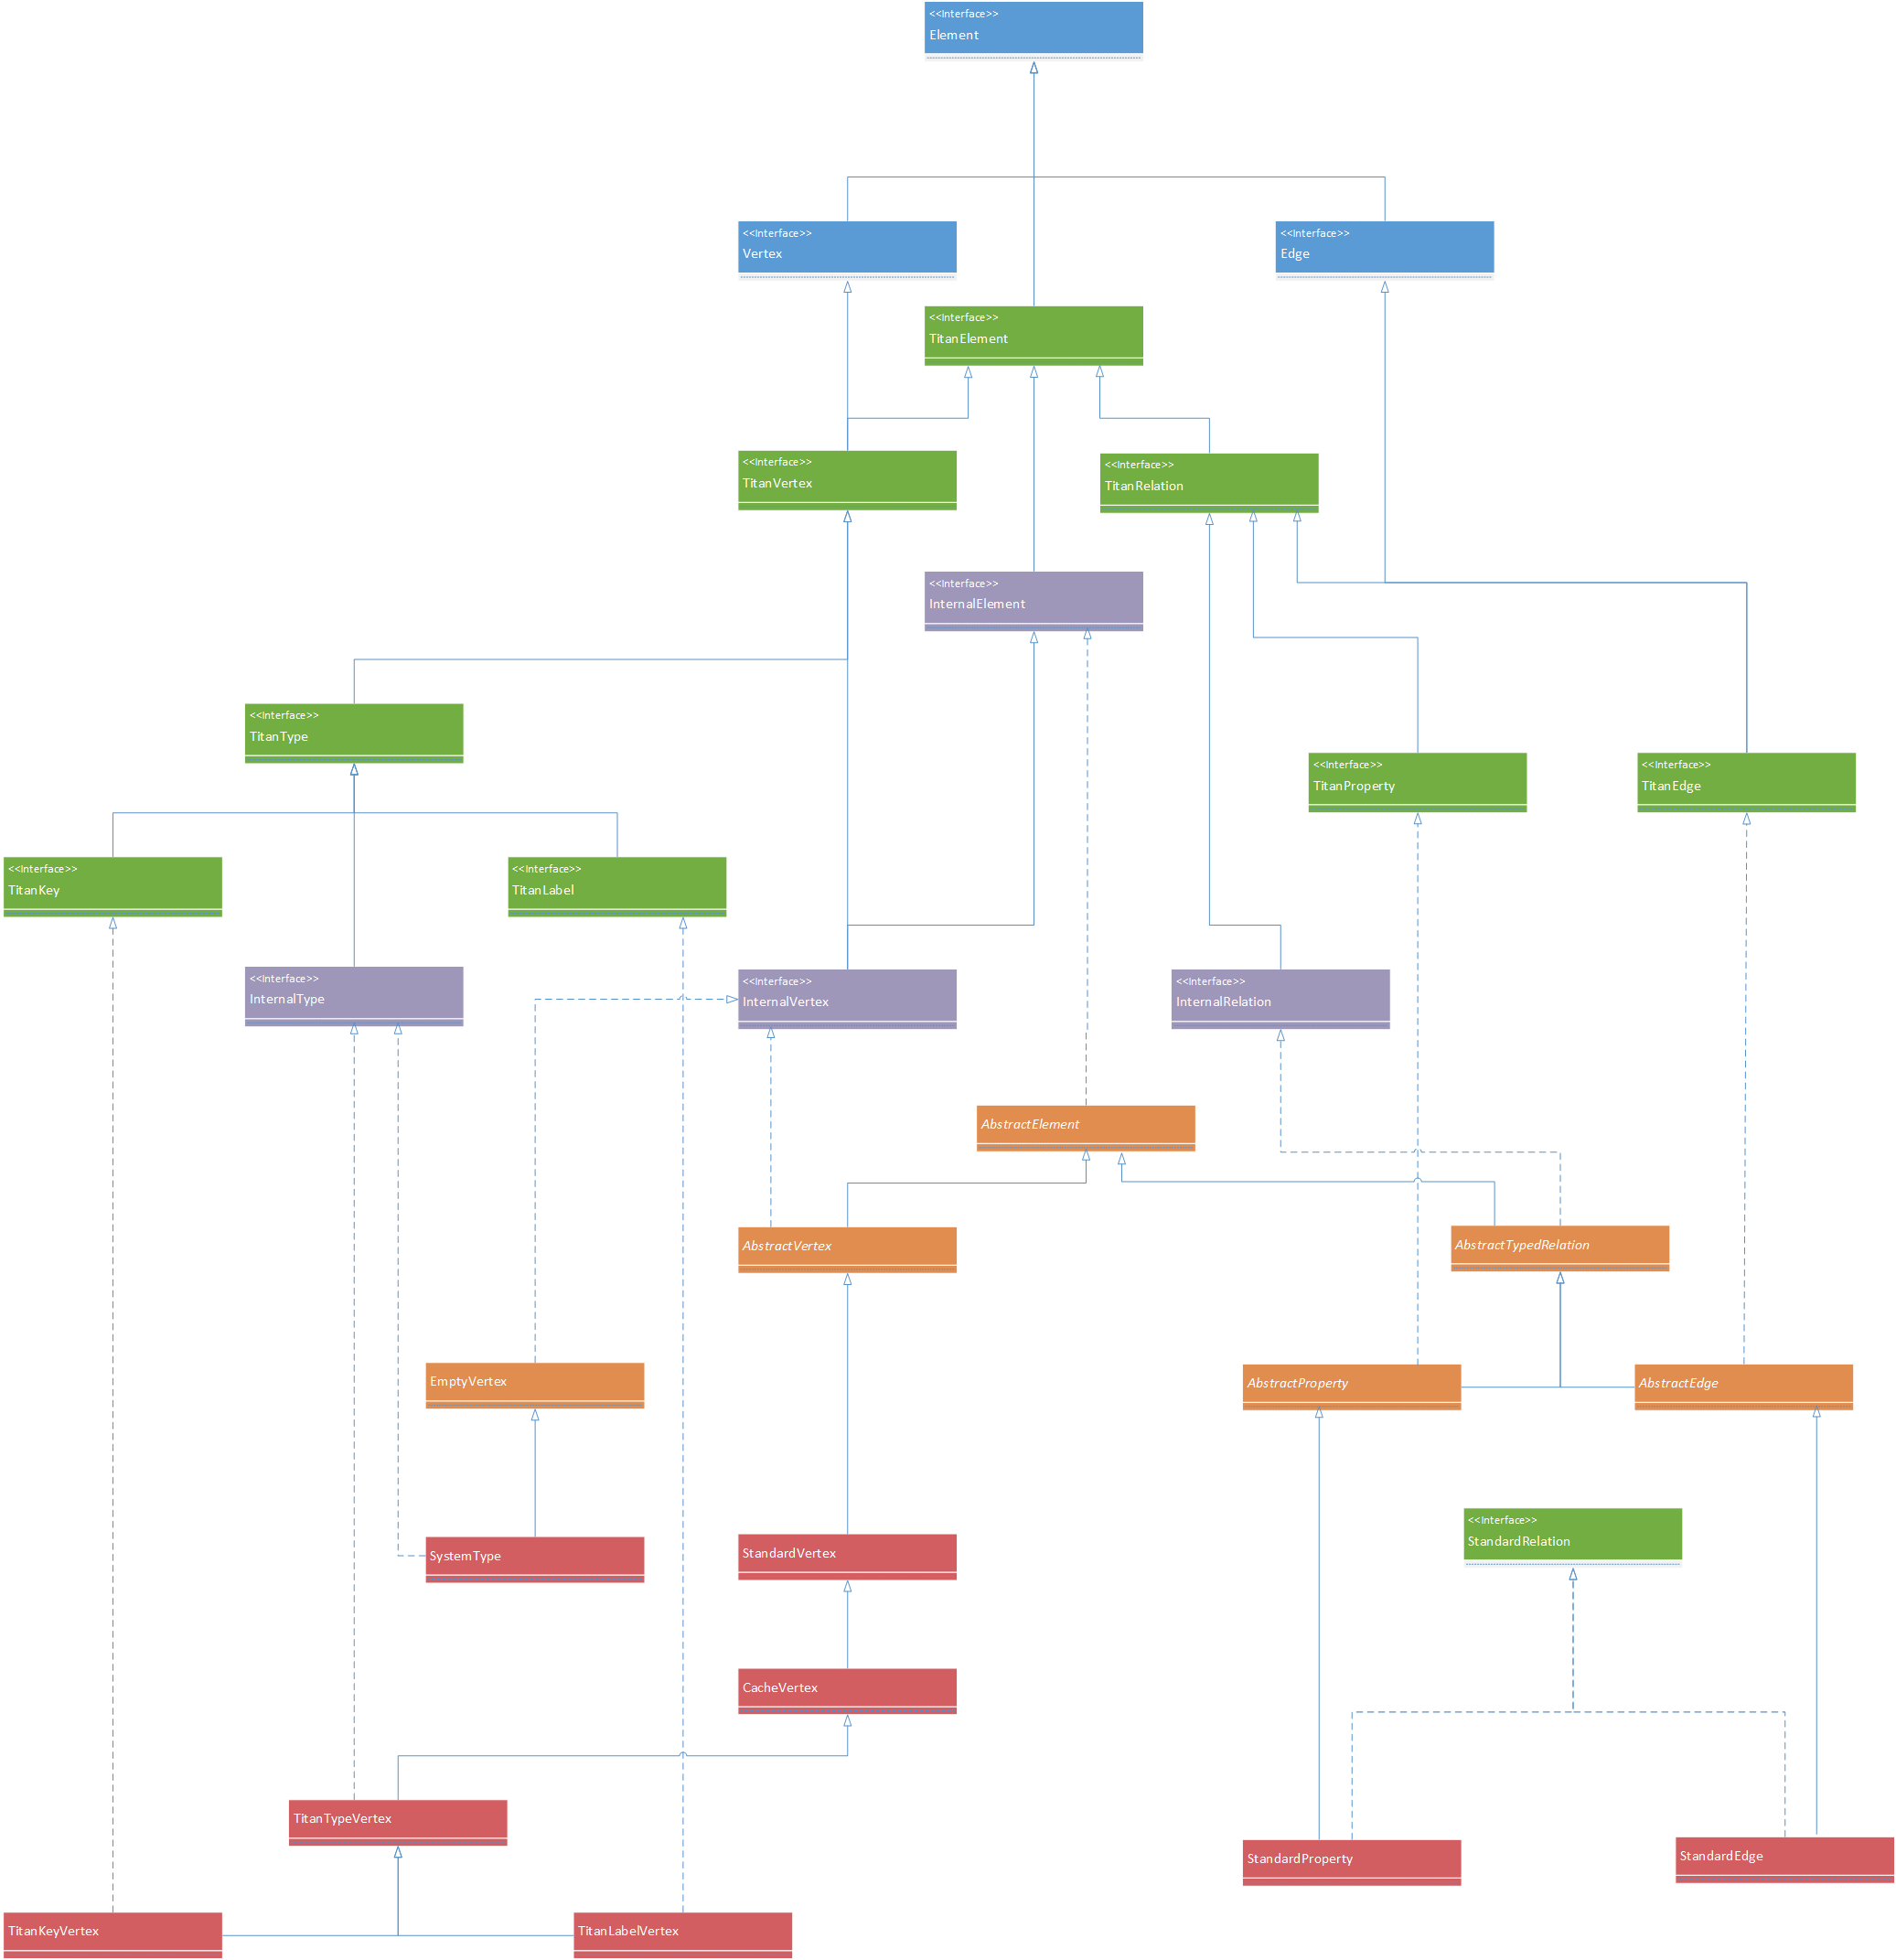 <<Interface>>
Element
<<Interface>>
Vertex
<<Interface>>
Edge
<<Interface>>
TitanElement
<<Interface>>
TitanVertex
<<Interface>>
TitanRelation
<<Interface>>
InternalElement
<<Interface>>
TitanType
<<Interface>>
TitanProperty
<<Interface>>
TitanEdge
<<Interface>>
TitanKey
<<Interface>>
TitanLabel
<<Interface>>
InternalType
<<Interface>>
InternalVertex
<<Interface>>
InternalRelation
AbstractElement
AbstractVertex
AbstractTypedRelation
EmptyVertex
AbstractProperty
AbstractEdge
<<Interface>>
StandardRelation
SystemType
StandardVertex
CacheVertex
TitanTypeVertex
StandardProperty
StandardEdge
TitanKeyVertex
TitanLabelVertex